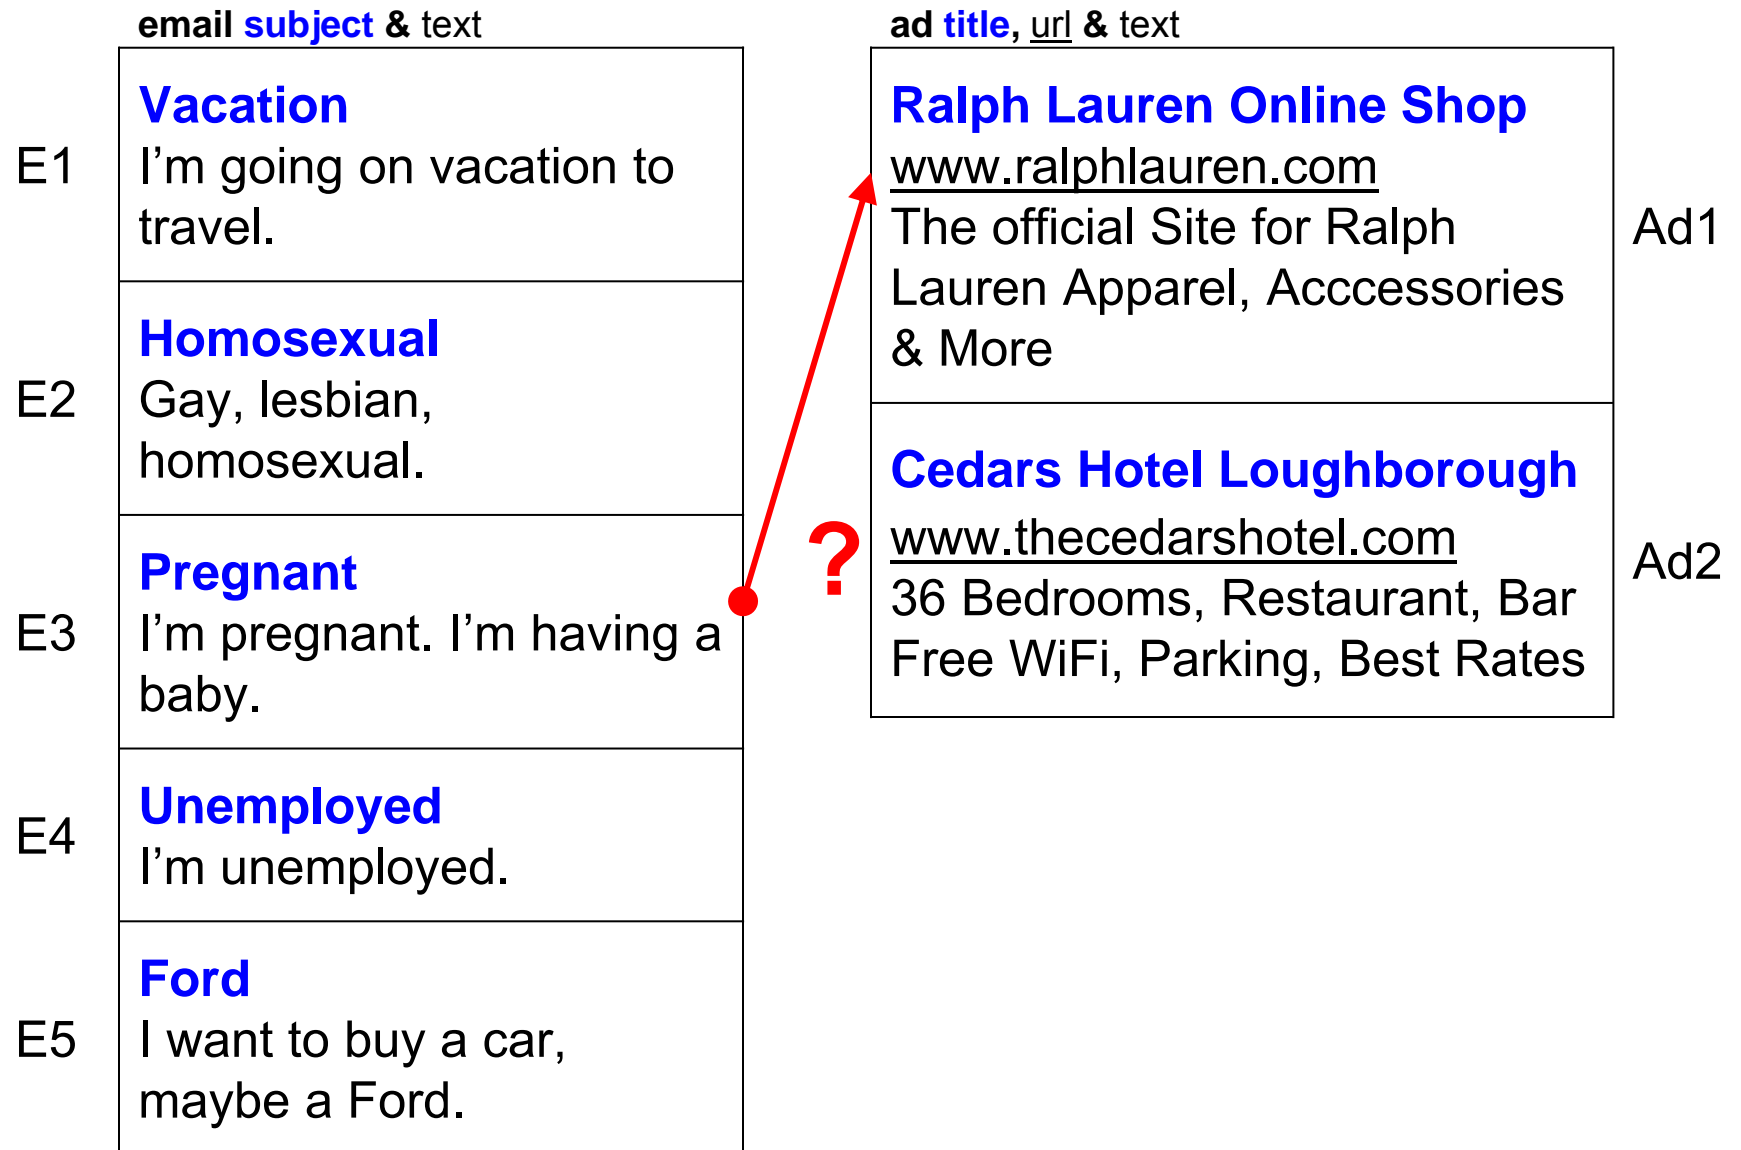 email subject & text
E1
Vacation
I’m going on vacation to
travel.
E2
Homosexual
Gay, lesbian,
homosexual.
E3
Pregnant
I’m pregnant. I’m having a
baby.
E4
Unemployed
I’m unemployed.
E5
Ford
I want to buy a car,
maybe a Ford.
?
ad title, url & text
Ralph Lauren Online Shop
www.ralphlauren.com
The official Site for Ralph
Lauren Apparel, Acccessories
& More
Ad1
Cedars Hotel Loughborough
www.thecedarshotel.com
36 Bedrooms, Restaurant, Bar
Free WiFi, Parking, Best Rates
Ad2